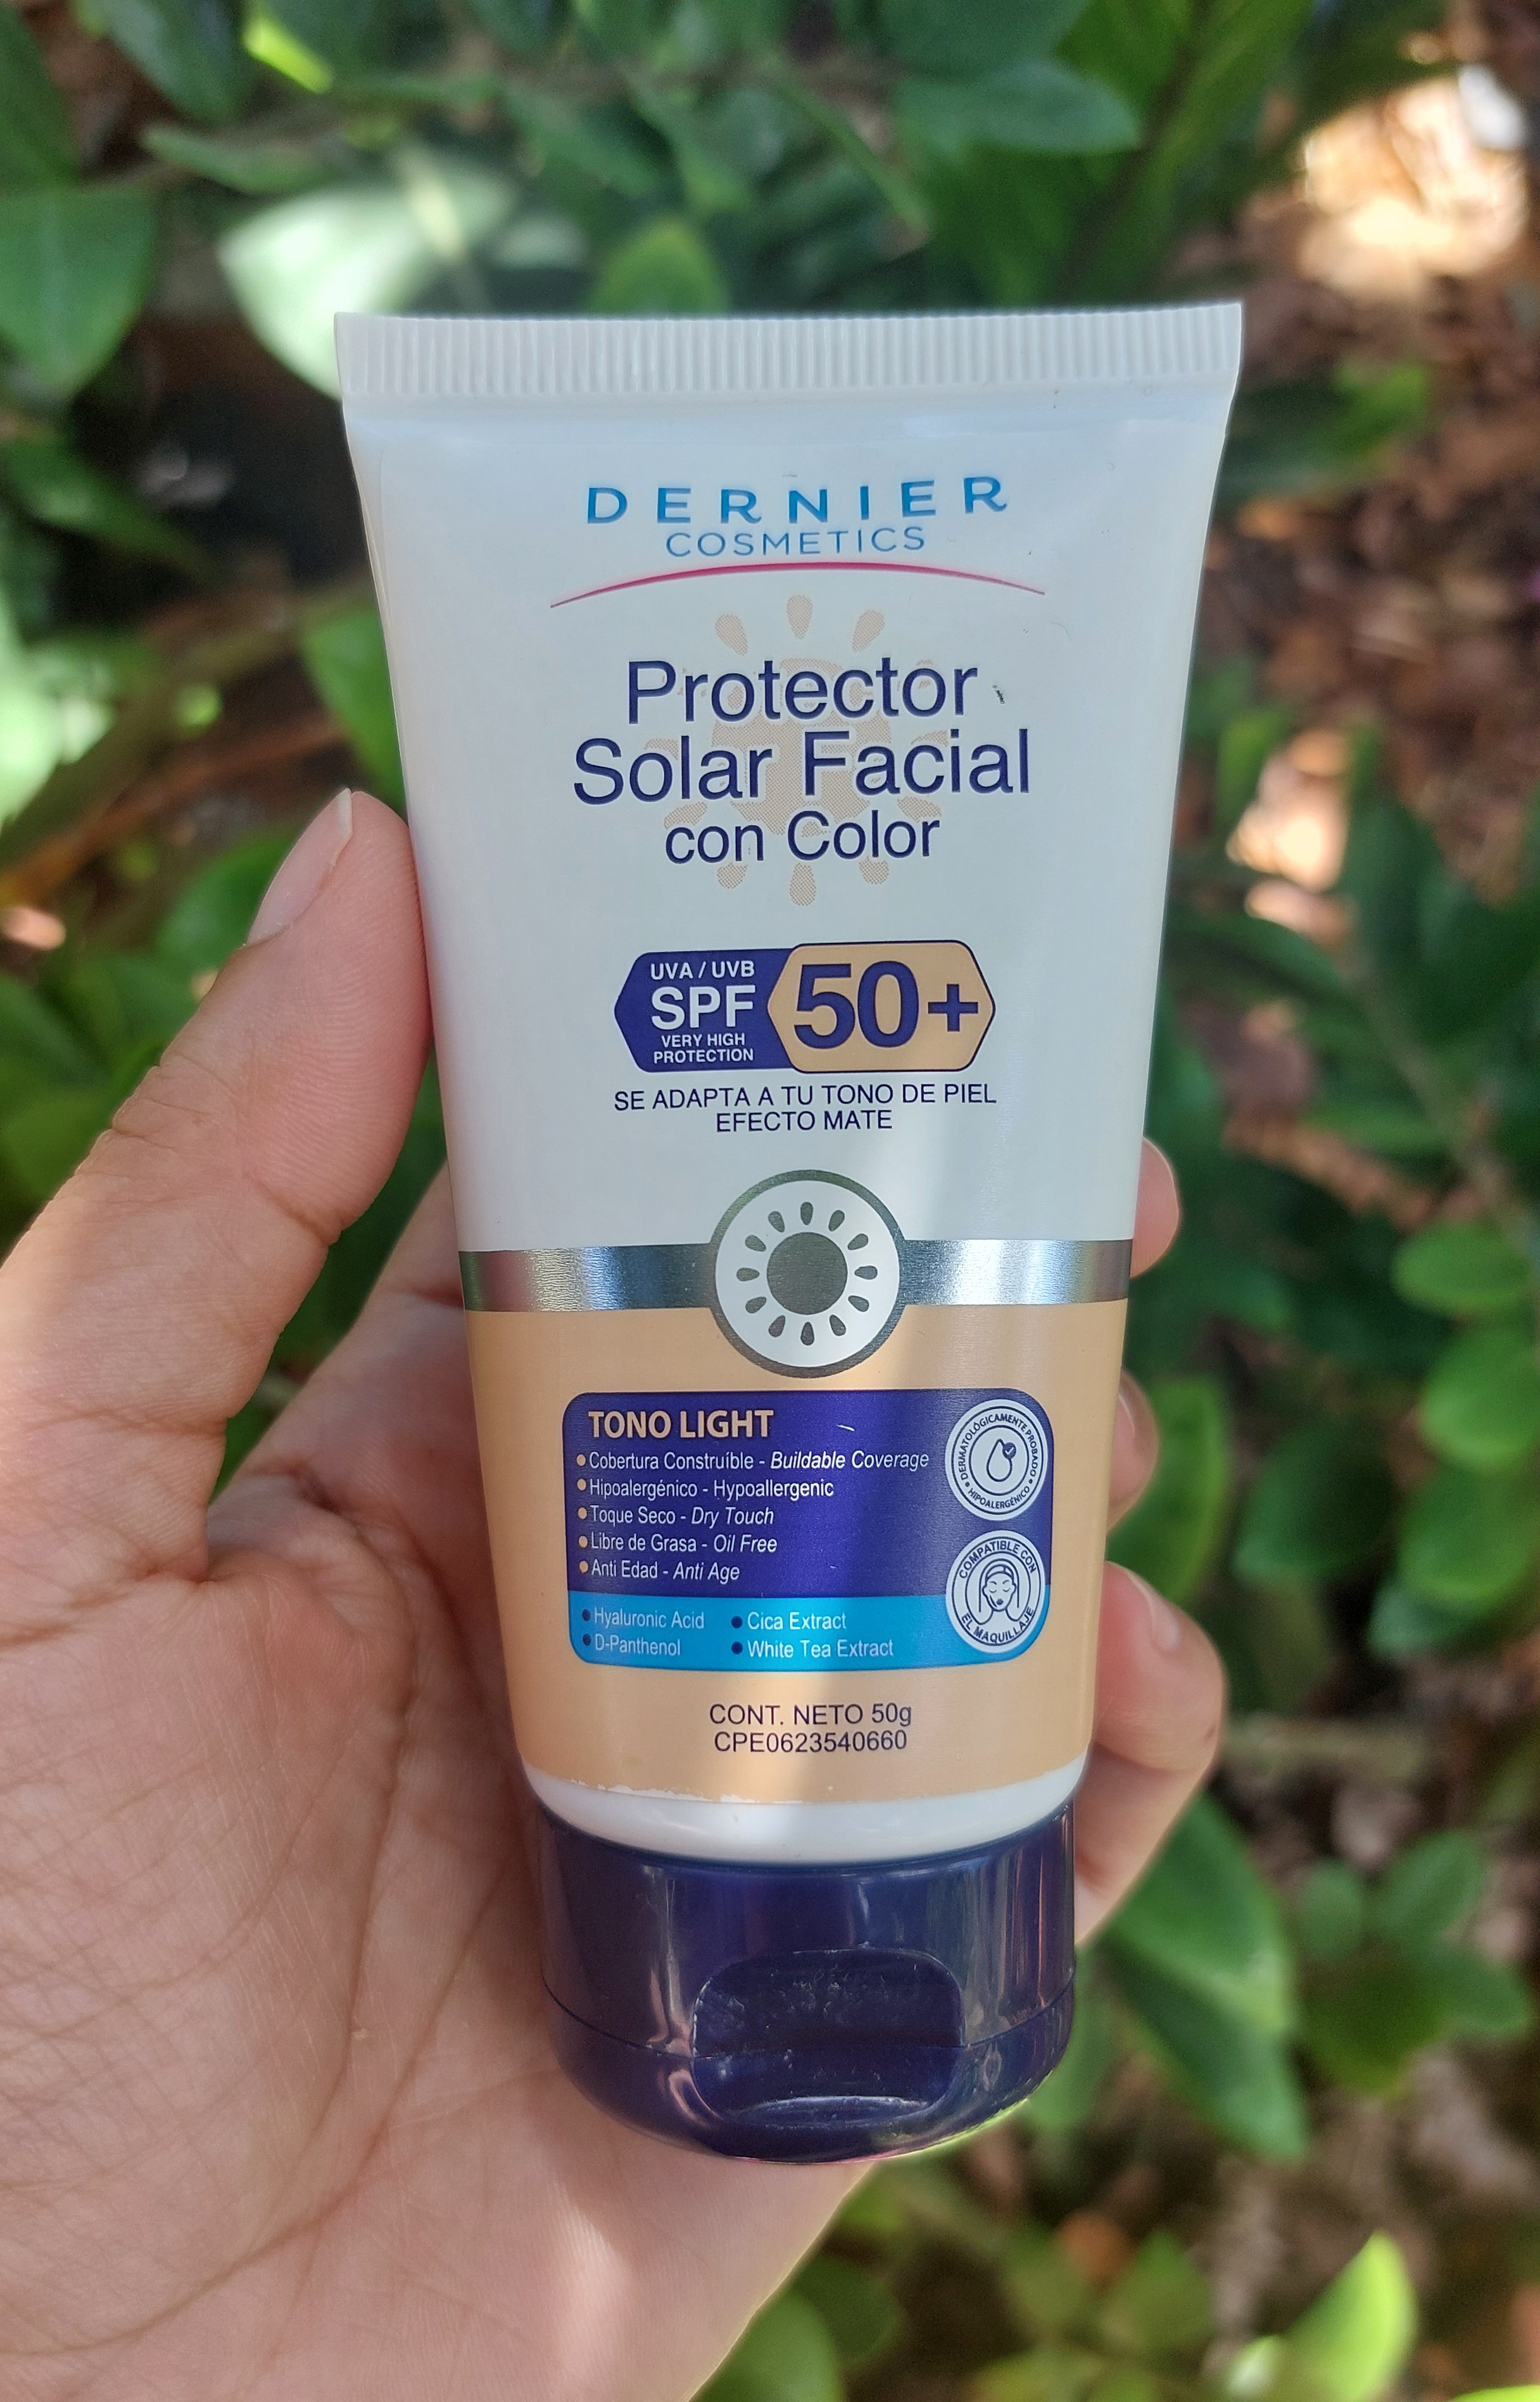 DERNIER
COSMETICS
Protector
Solar Facial
con Color
UVA / UVB
SPF
VERY HIGH
PROTECTION
50+
SE ADAPTA A TU TONO DE PIEL
EFECTO MATE
TONO LIGHT
Cobertura Construíble - Buildable Coverage
Hipoalergénico - Hypoallergenic
Toque Seco - Dry Touch
Libre de Grasa - Oil Free
Anti Edad - Anti Age
Hyaluronic Acid
D-Panthenol
Cica Extract
White Tea Extract
DERMATOLÓGICAMENTE PROBADO
HIPOALERGÉNICO
COMPATIBLE CON
EL MAQUILLAJE
CONT. NETO 50g
CPE0623540660